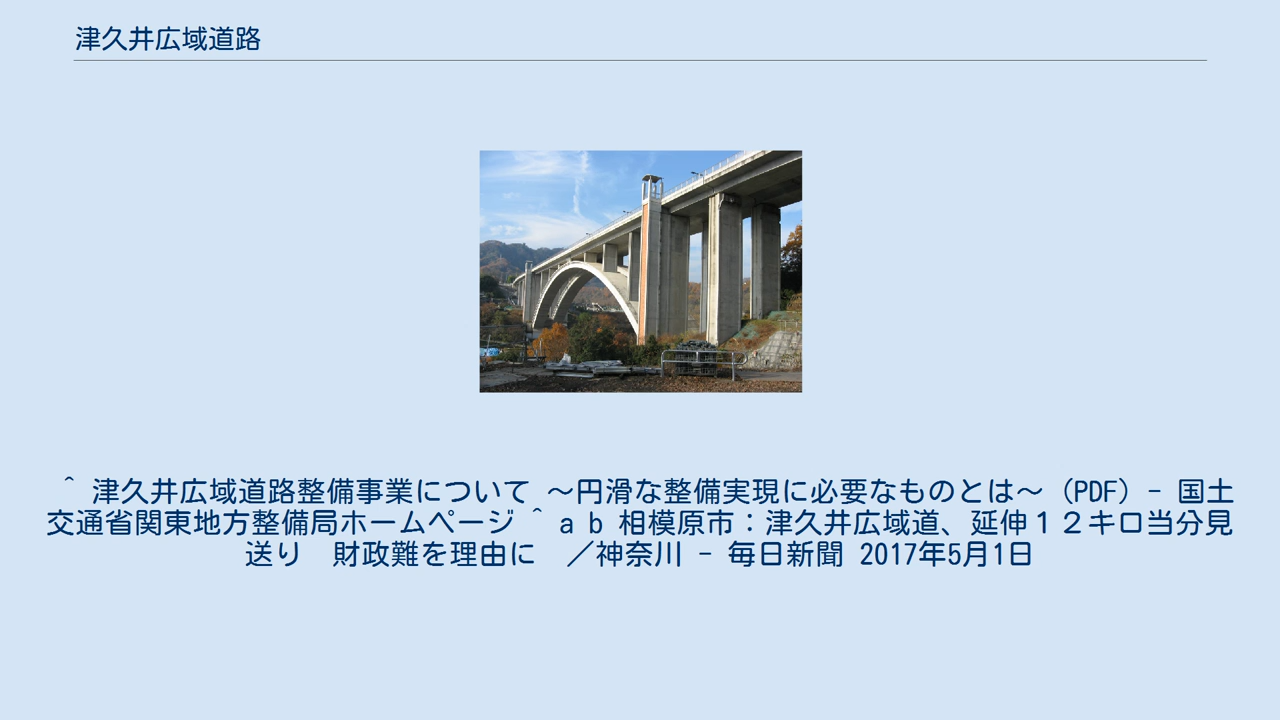 津久井広域道路
^ 津久井広域道路整備事業について ～円滑な整備実現に必要なものとは～（PDF）- 国土
交通省関東地方整備局ホームページ ^ a b 相模原市：津久井広域道、延伸１２キロ当分見
送り　財政難を理由に　／神奈川 - 毎日新聞 2017年5月1日